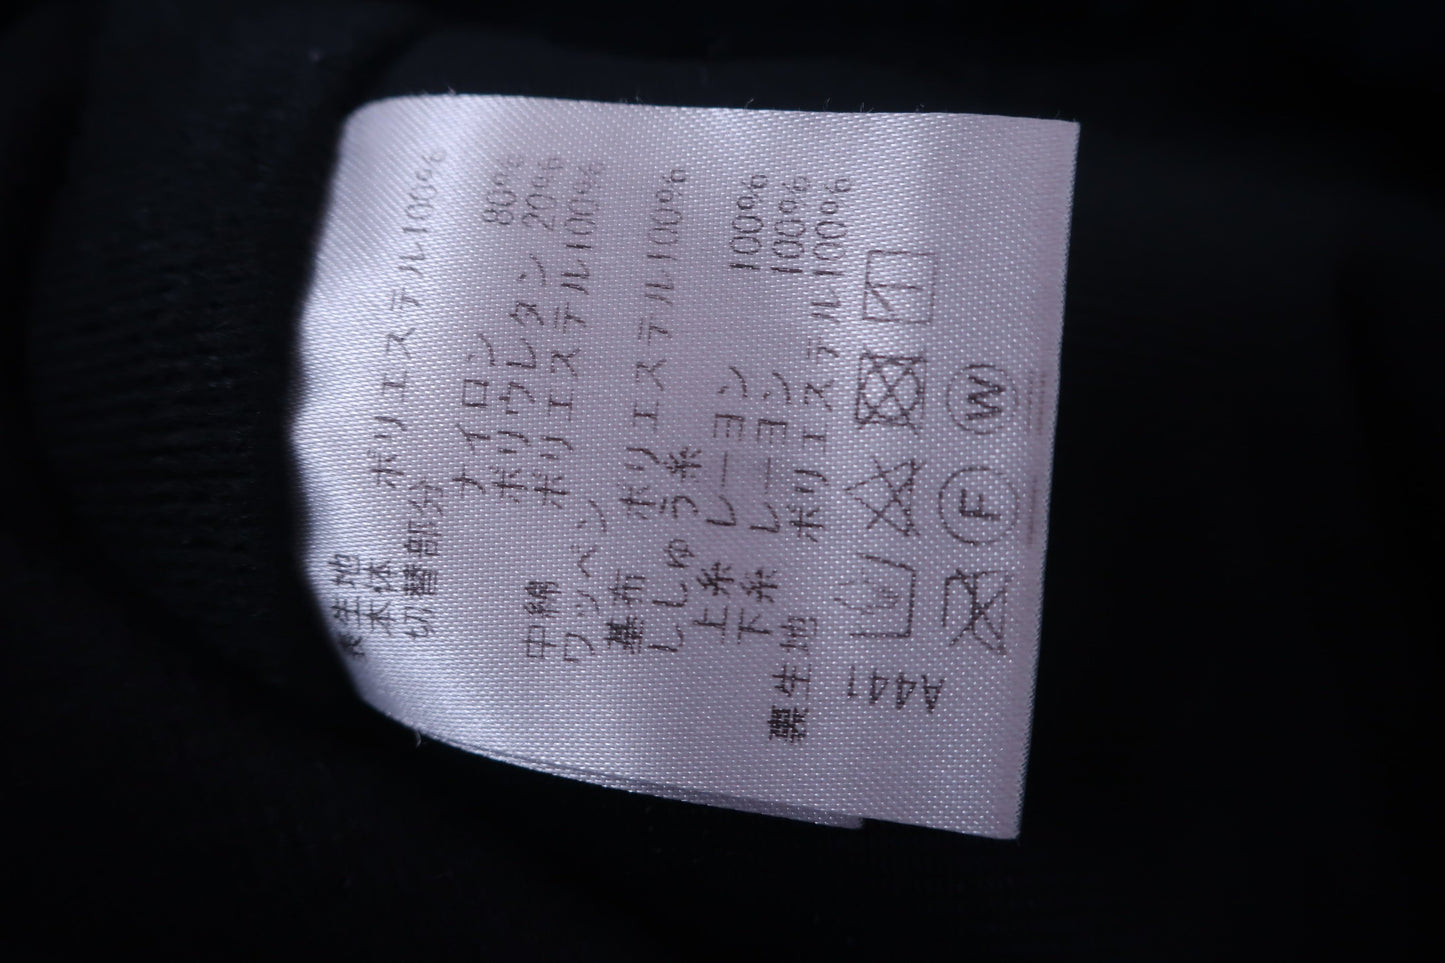 表生地
本体 ポリエステル100%
切替部分
ナイロン 80%
ポリウレタン 20%
中綿 ポリエステル100%
ワッペン
基布 ポリエステル100%
ししゅう糸
上糸 レーヨン 100%
下糸 レーヨン 100%
裏生地 ポリエステル100%
A441
F W